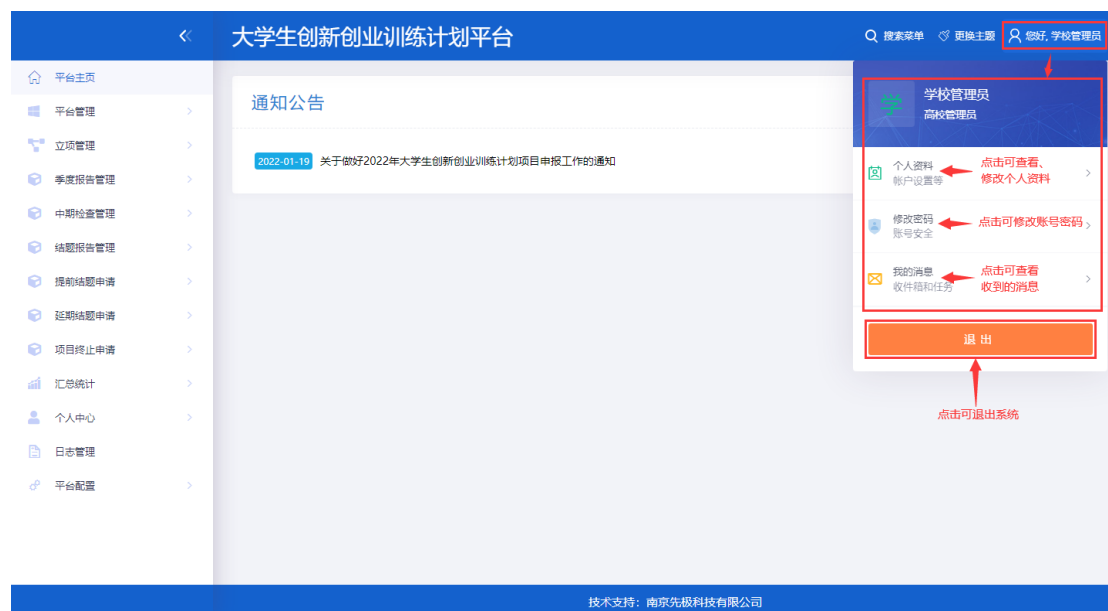 大学生创新创业训练计划平台
搜索菜单 更换主题 您好, 学校管理员
平台主页
平台管理
立项管理
季度报告管理
中期检查管理
结题报告管理
提前结题申请
延期结题申请
项目终止申请
汇总统计
个人中心
日志管理
平台配置
通知公告
2022-01-19 关于做好2022年大学生创新创业训练计划项目申报工作的通知
学
学校管理员
高校管理员
个人资料
帐户设置等
点击可查看、
修改个人资料
修改密码
账号安全
点击可修改账号密码
我的消息
收件箱和任务
点击可查看
收到的消息
退出
点击可退出系统
技术支持：南京先极科技有限公司